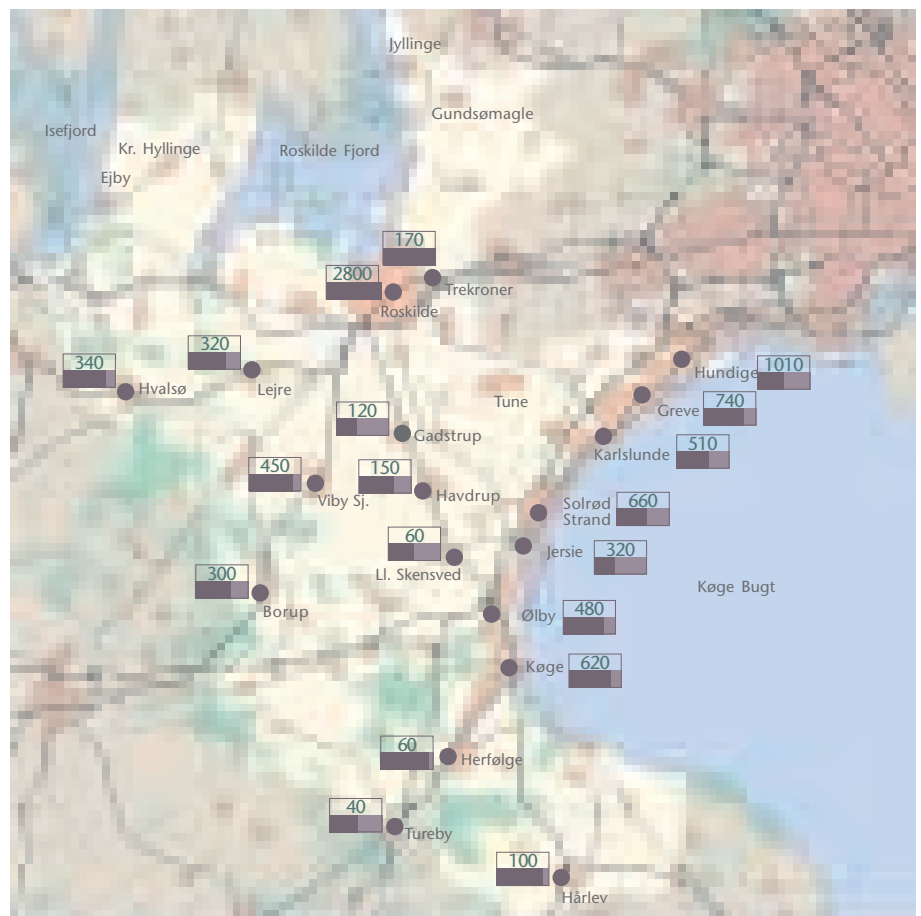 Jyllinge
Gundsømagle
Isefjord
Kr. Hyllinge
Roskilde Fjord
Ejby
170
2800
Trekroner
Roskilde
320
340
Hvalsø
Lejre
Hundige
1010
Tune
Greve
740
120
Gadstrup
Karlslunde
510
450
150
Viby Sj.
Havdrup
Solrød
Strand
660
60
Jersie
320
Ll. Skensved
300
Borup
Køge Bugt
Ølby
480
Køge
620
60
Herfølge
40
Tureby
100
Hårlev